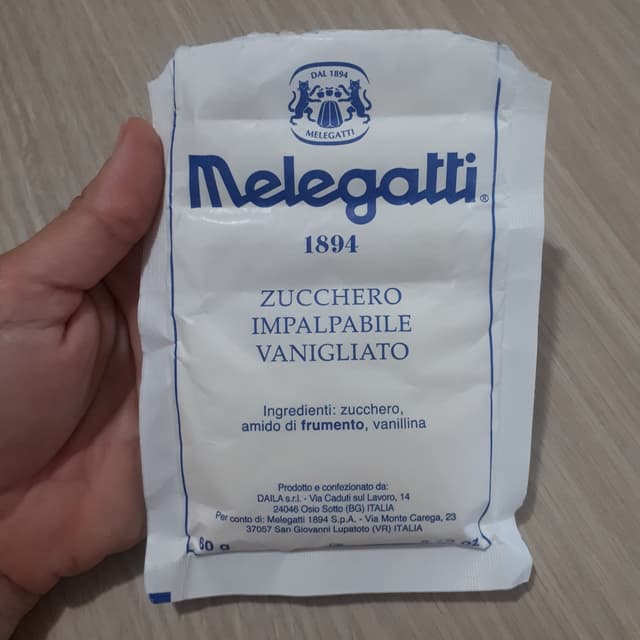 DAL 1894
MELEGATTI
Melegatti®
1894
ZUCCHERO
IMPALPABILE
VANIGLIATO
Ingredienti: zucchero,
amido di frumento, vanillina
Prodotto e confezionato da:
DAILA s.r.l. - Via Caduti sul Lavoro, 14
24046 Osio Sotto (BG) ITALIA
Per conto di: Melegatti 1894 S.p.A. - Via Monte Carega, 23
37057 San Giovanni Lupatoto (VR) ITALIA
g